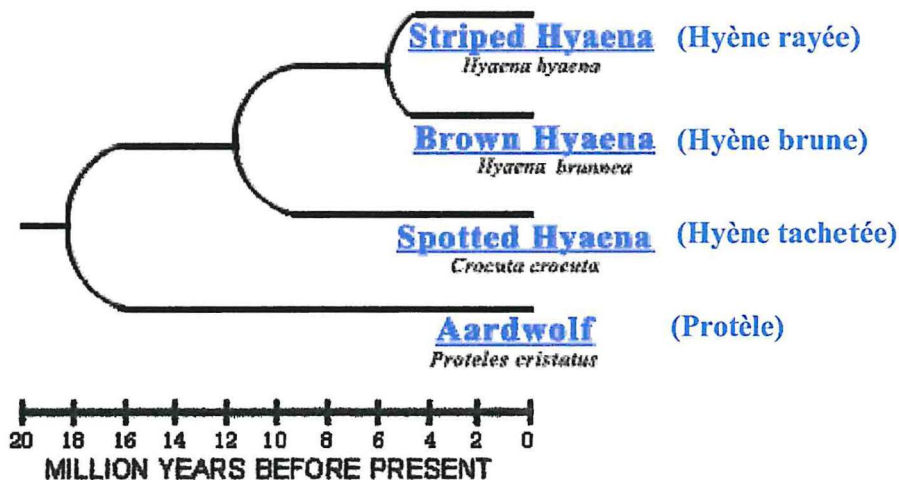 Striped Hyaena (Hyène rayée)
Hyaena hyaena
Brown Hyaena (Hyène brune)
Hyaena brunnea
Spotted Hyaena (Hyène tachetée)
Crocuta crocuta
Aardwolf (Protèle)
Proteles cristatus
20 18 16 14 12 10 8 6 4 2 0
MILLION YEARS BEFORE PRESENT